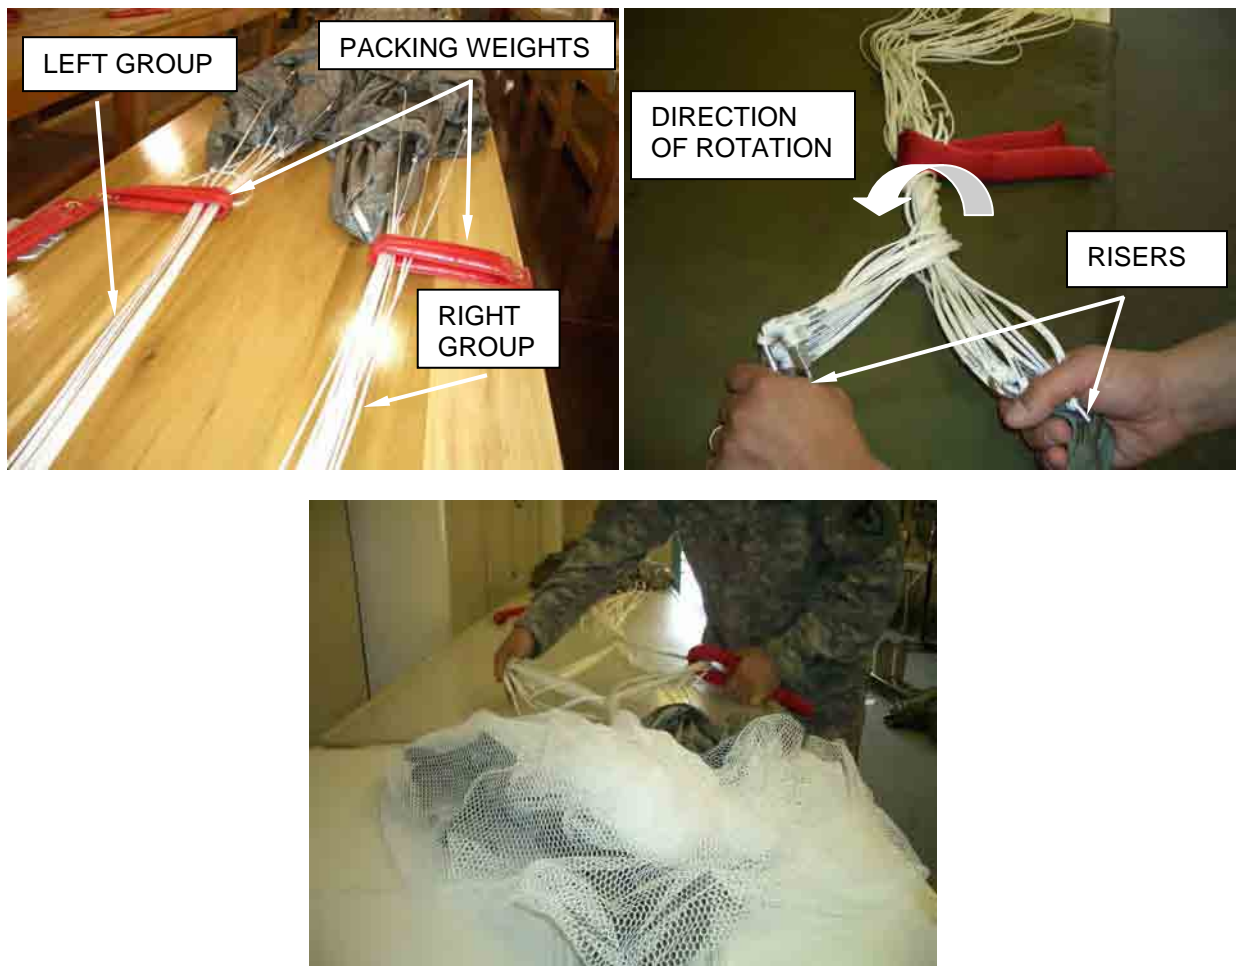 LEFT GROUP
PACKING WEIGHTS
RIGHT
GROUP
DIRECTION
OF ROTATION
RISERS